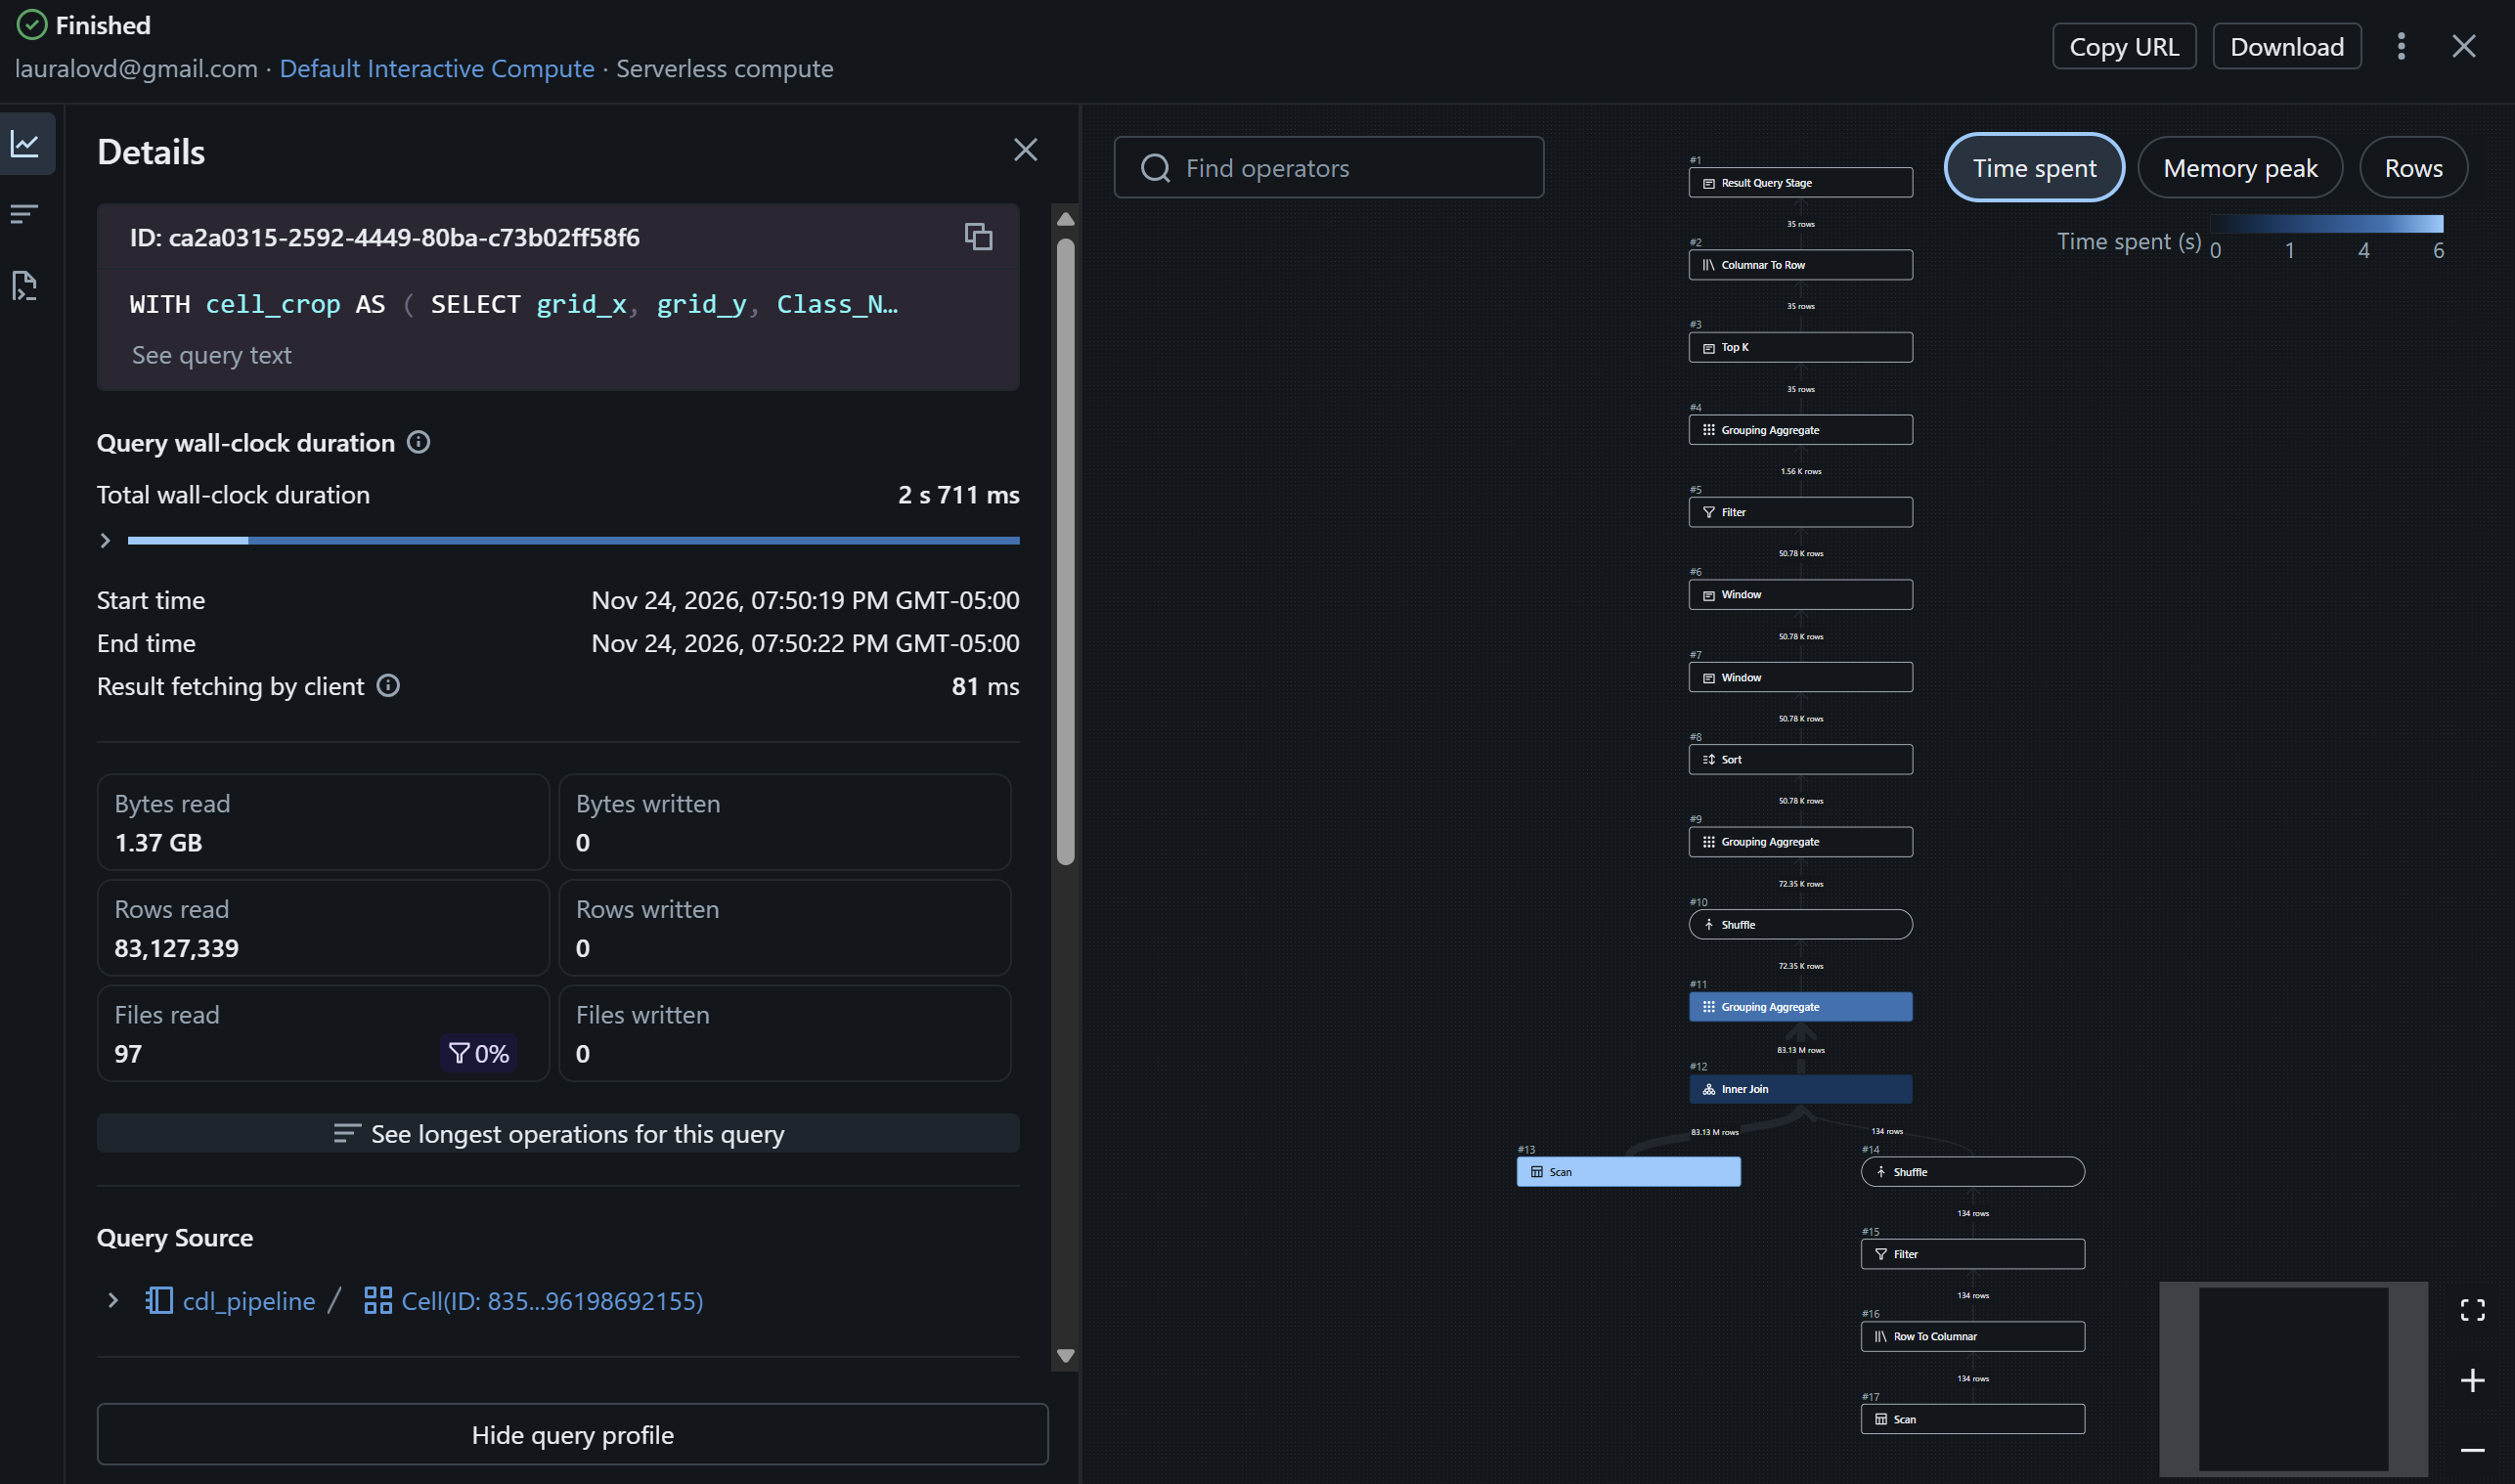 Finished
lauralovd@gmail.com · Default Interactive Compute · Serverless compute
Copy URL
Download
Details
ID: ca2a0315-2592-4449-80ba-c73b02ff58f6
WITH cell_crop AS ( SELECT grid_x, grid_y, Class_N…
See query text
Query wall-clock duration
Total wall-clock duration 2 s 711 ms
Start time Nov 24, 2026, 07:50:19 PM GMT-05:00
End time Nov 24, 2026, 07:50:22 PM GMT-05:00
Result fetching by client 81 ms
Bytes read
1.37 GB
Bytes written
0
Rows read
83,127,339
Rows written
0
Files read
97
0%
Files written
0
See longest operations for this query
Query Source
cdl_pipeline / Cell(ID: 835...96198692155)
Hide query profile
Find operators
Time spent
Memory peak
Rows
Time spent (s)
0 1 4 6
#1
Result Query Stage
35 rows
#2
Columnar To Row
35 rows
#3
Top K
35 rows
#4
Grouping Aggregate
1.56 K rows
#5
Filter
50.78 K rows
#6
Window
50.78 K rows
#7
Window
50.78 K rows
#8
Sort
50.78 K rows
#9
Grouping Aggregate
72.35 K rows
#10
Shuffle
72.35 K rows
#11
Grouping Aggregate
83.13 M rows
#12
Inner Join
83.13 M rows
134 rows
#13
Scan
#14
Shuffle
134 rows
#15
Filter
134 rows
#16
Row To Columnar
134 rows
#17
Scan